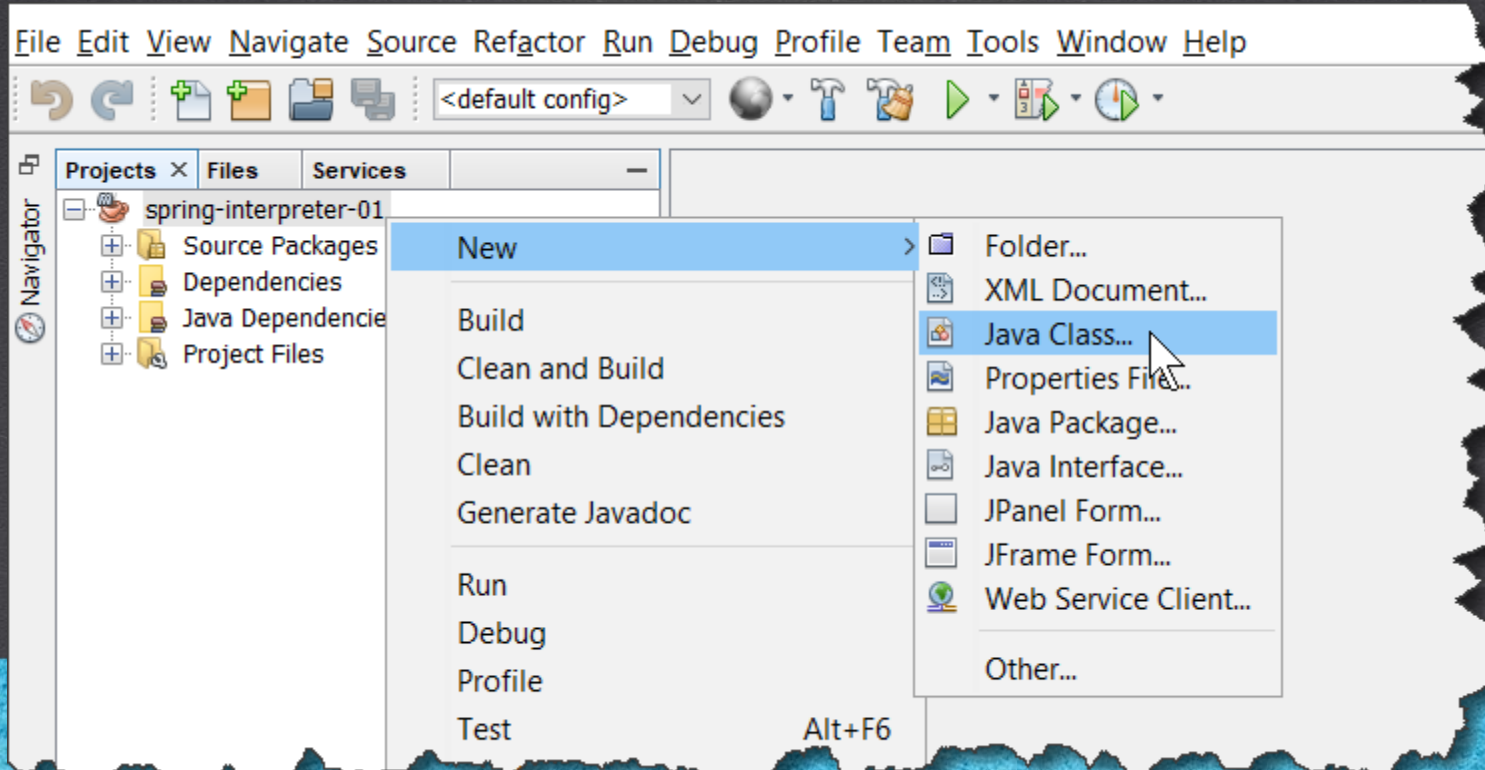 File Edit View Navigate Source Refactor Run Debug Profile Team Tools Window Help
<default config>
Projects Files Services
Navigator
spring-interpreter-01
Source Packages
Dependencies
Java Dependencie
Project Files
New
Build
Clean and Build
Build with Dependencies
Clean
Generate Javadoc
Run
Debug
Profile
Test Alt+F6
Folder...
XML Document...
Java Class...
Properties File...
Java Package...
Java Interface...
JPanel Form...
JFrame Form...
Web Service Client...
Other...